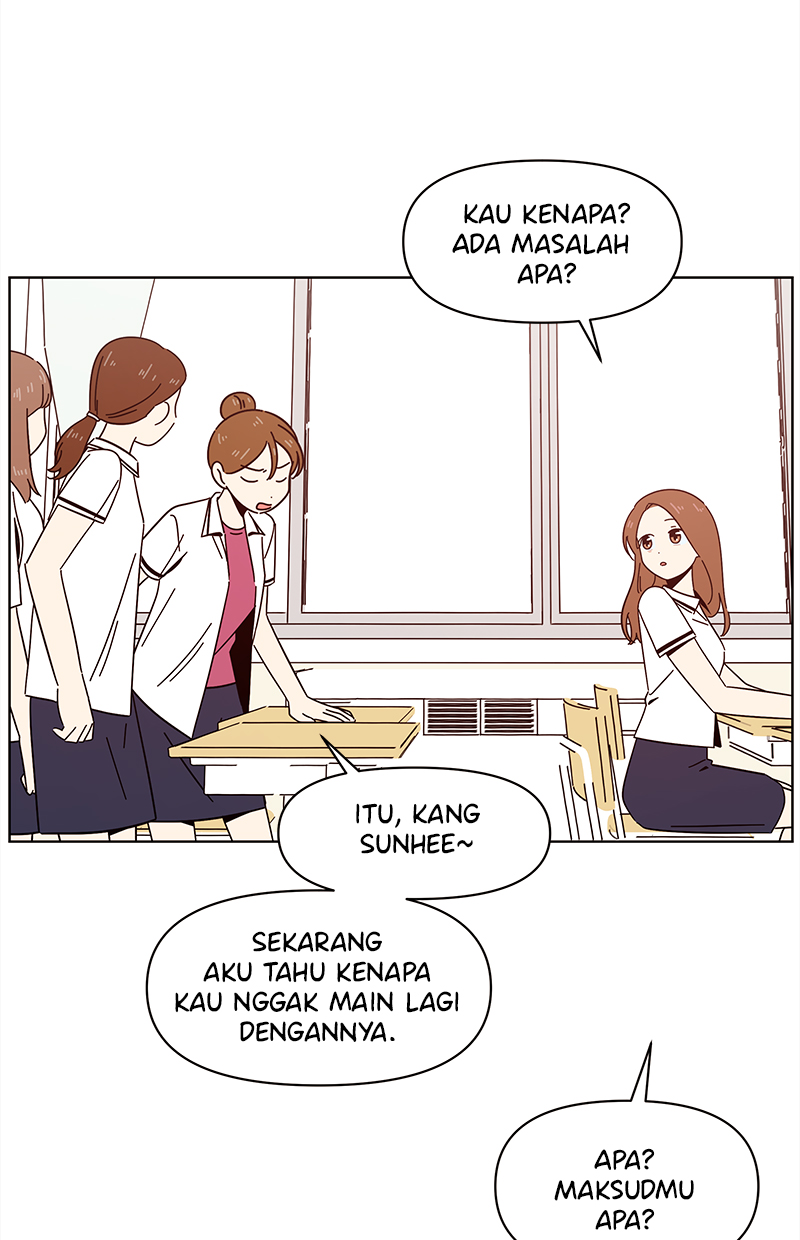 KAU KENAPA?
ADA MASALAH
APA?
ITU, KANG
SUNHEE~
SEKARANG
AKU TAHU KENAPA
KAU NGGAK MAIN LAGI
DENGANNYA.
APA?
MAKSUDMU
APA?